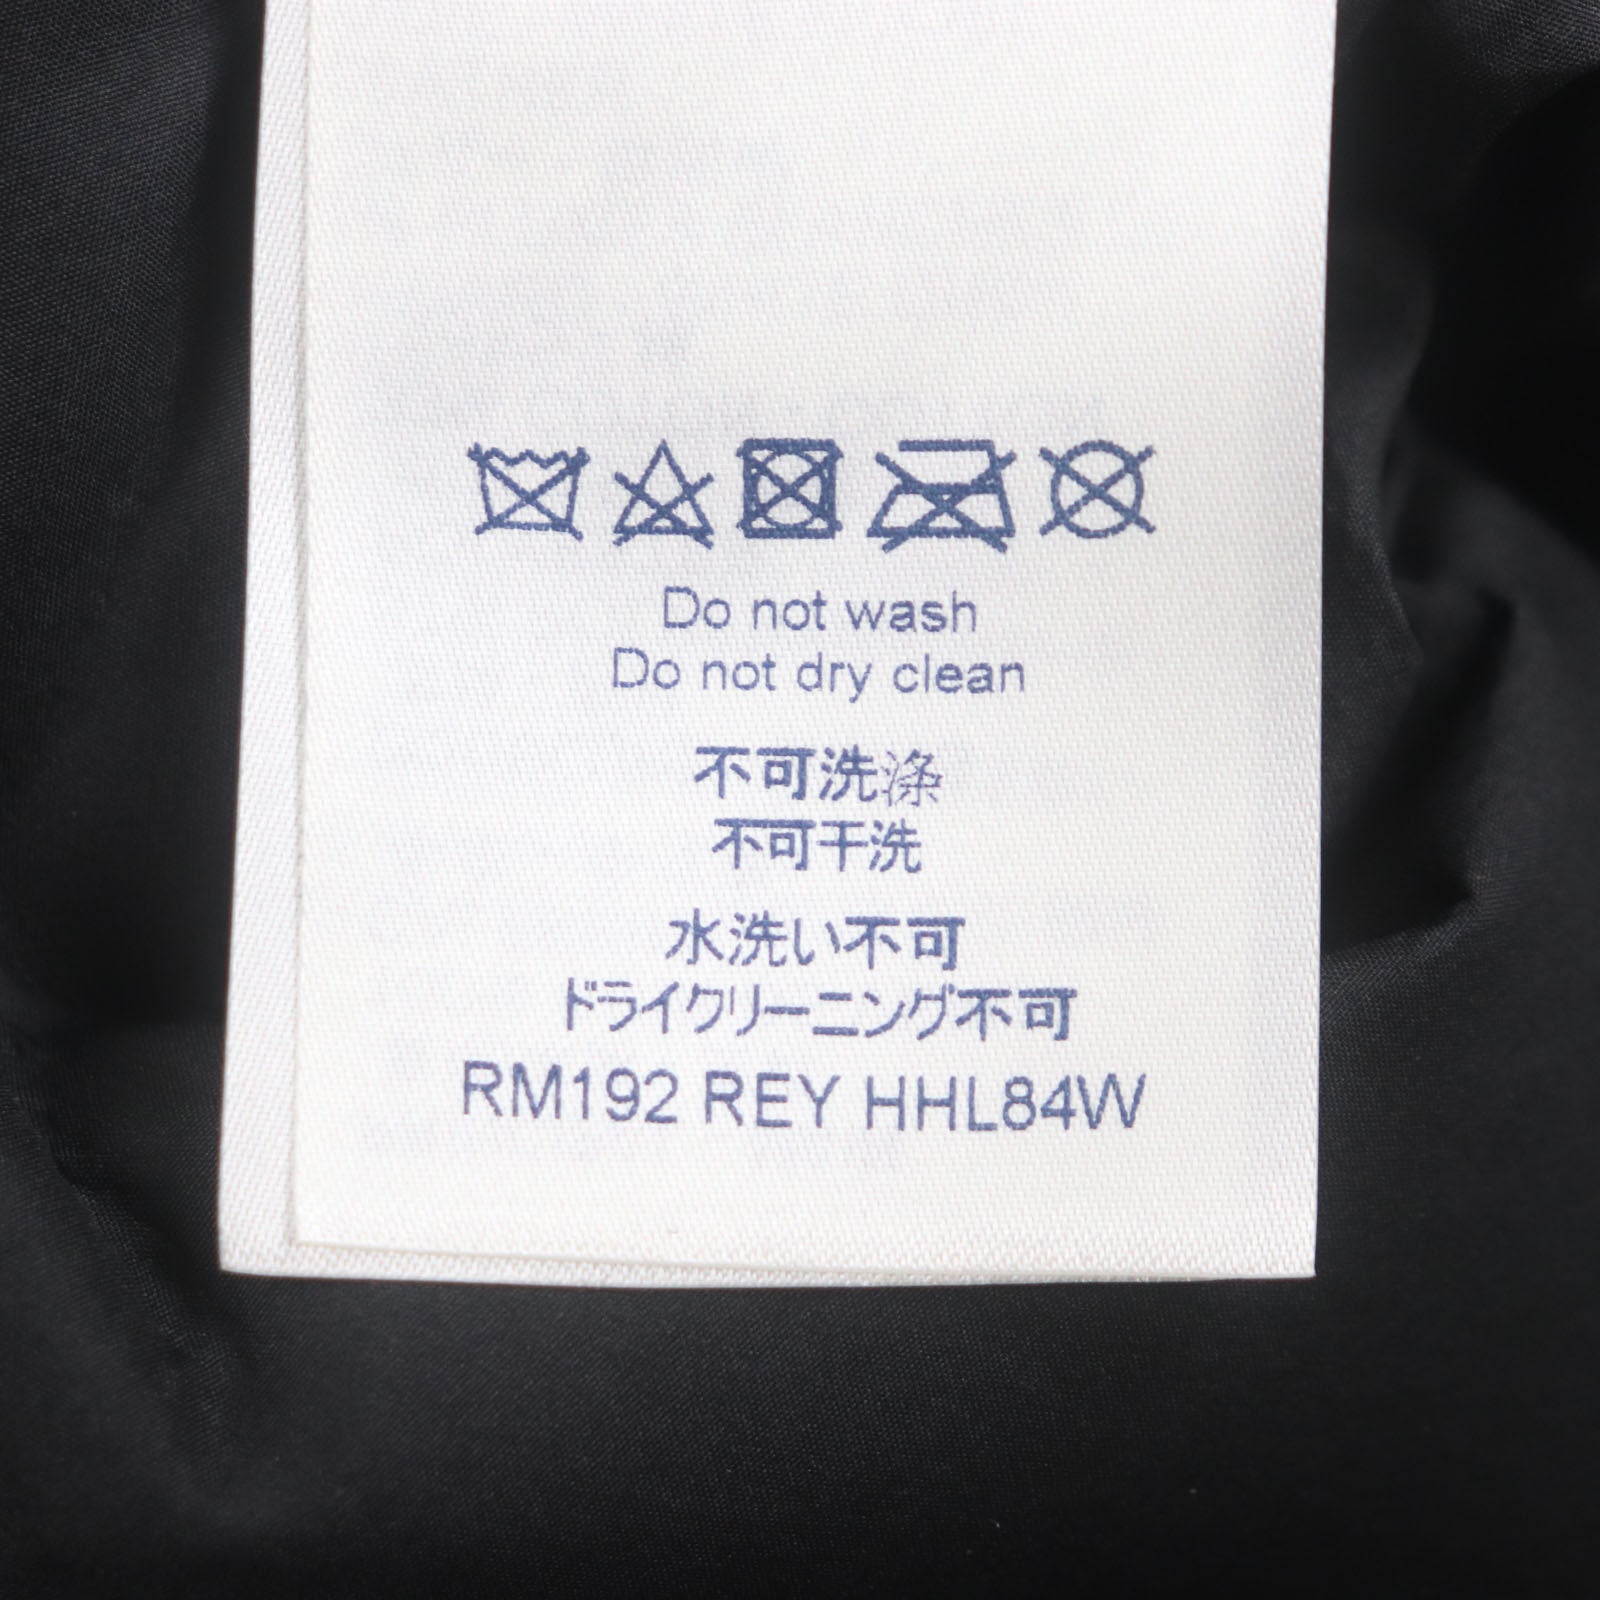 Do not wash
Do not dry clean
不可洗涤
不可干洗
水洗い不可
ドライクリーニング不可
RM192 REY HHL84W